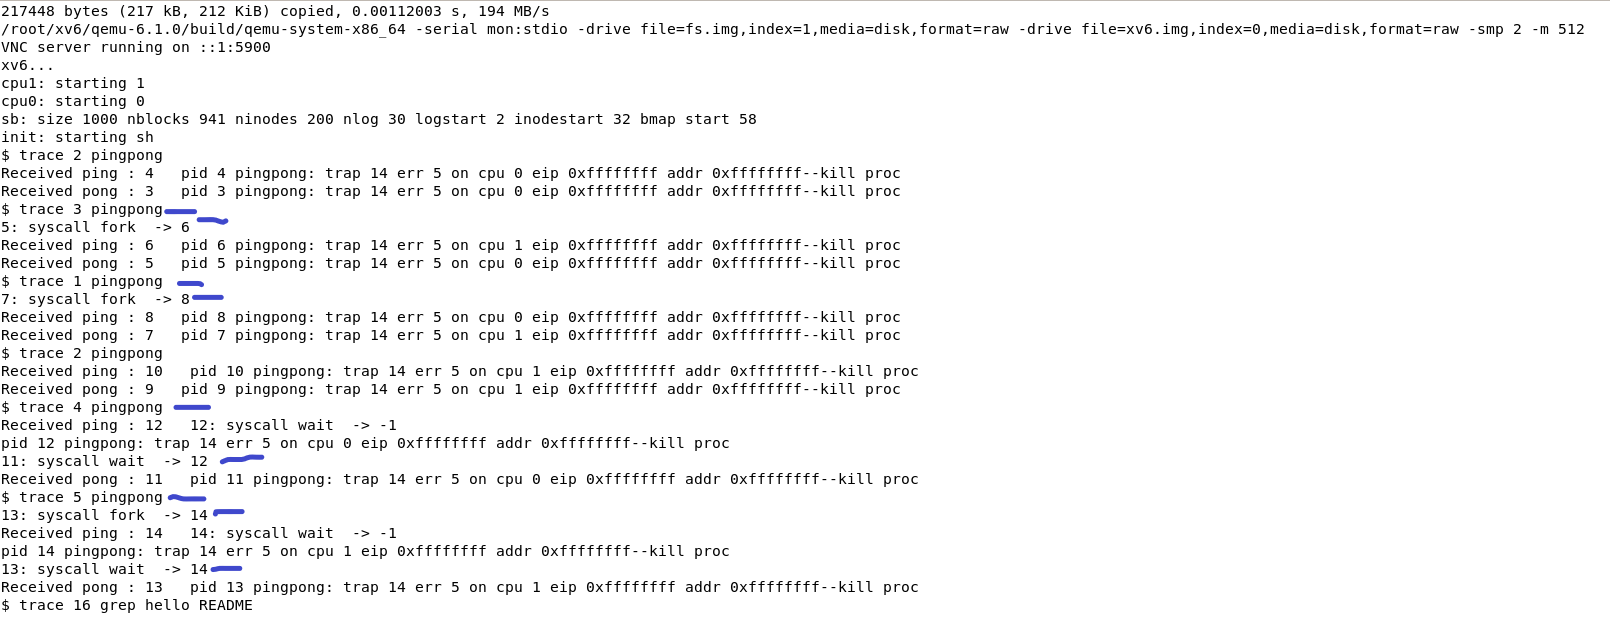 217448 bytes (217 kB, 212 KiB) copied, 0.00112003 s, 194 MB/s
/root/xv6/qemu-6.1.0/build/qemu-system-x86_64 -serial mon:stdio -drive file=fs.img,index=1,media=disk,format=raw -drive file=xv6.img,index=0,media=disk,format=raw -smp 2 -m 512
VNC server running on ::1:5900
xv6...
cpu1: starting 1
cpu0: starting 0
sb: size 1000 nblocks 941 ninodes 200 nlog 30 logstart 2 inodestart 32 bmap start 58
init: starting sh
$ trace 2 pingpong
Received ping : 4   pid 4 pingpong: trap 14 err 5 on cpu 0 eip 0xffffffff addr 0xffffffff--kill proc
Received pong : 3   pid 3 pingpong: trap 14 err 5 on cpu 0 eip 0xffffffff addr 0xffffffff--kill proc
$ trace 3 pingpong
5: syscall fork  -> 6
Received ping : 6   pid 6 pingpong: trap 14 err 5 on cpu 1 eip 0xffffffff addr 0xffffffff--kill proc
Received pong : 5   pid 5 pingpong: trap 14 err 5 on cpu 0 eip 0xffffffff addr 0xffffffff--kill proc
$ trace 1 pingpong
7: syscall fork  -> 8
Received ping : 8   pid 8 pingpong: trap 14 err 5 on cpu 0 eip 0xffffffff addr 0xffffffff--kill proc
Received pong : 7   pid 7 pingpong: trap 14 err 5 on cpu 1 eip 0xffffffff addr 0xffffffff--kill proc
$ trace 2 pingpong
Received ping : 10   pid 10 pingpong: trap 14 err 5 on cpu 1 eip 0xffffffff addr 0xffffffff--kill proc
Received pong : 9   pid 9 pingpong: trap 14 err 5 on cpu 1 eip 0xffffffff addr 0xffffffff--kill proc
$ trace 4 pingpong
Received ping : 12   12: syscall wait  -> -1
pid 12 pingpong: trap 14 err 5 on cpu 0 eip 0xffffffff addr 0xffffffff--kill proc
11: syscall wait  -> 12
Received pong : 11   pid 11 pingpong: trap 14 err 5 on cpu 0 eip 0xffffffff addr 0xffffffff--kill proc
$ trace 5 pingpong
13: syscall fork  -> 14
Received ping : 14   14: syscall wait  -> -1
pid 14 pingpong: trap 14 err 5 on cpu 1 eip 0xffffffff addr 0xffffffff--kill proc
13: syscall wait  -> 14
Received pong : 13   pid 13 pingpong: trap 14 err 5 on cpu 1 eip 0xffffffff addr 0xffffffff--kill proc
$ trace 16 grep hello README